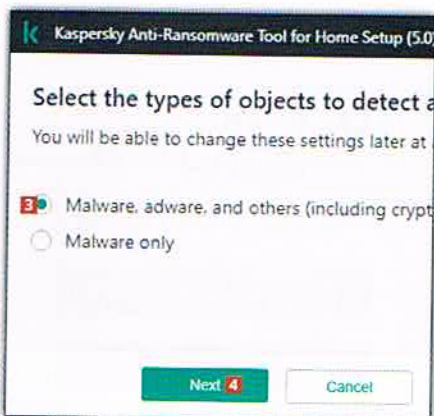 Kaspersky Anti-Ransomware Tool for Home Setup (5.0
Select the types of objects to detect a
You will be able to change these settings later at
3 Malware, adware, and others (including crypt
Malware only
Next 4 Cancel